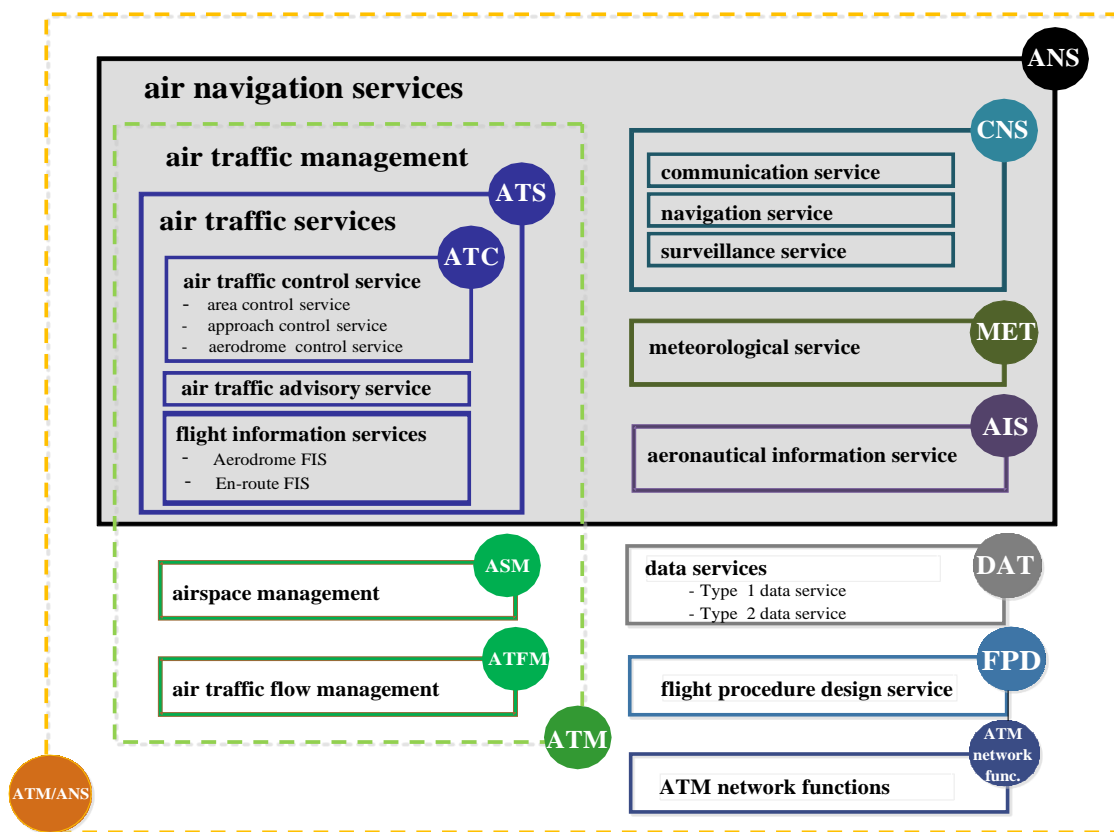 ANS
air navigation services
CNS
communication service
navigation service
surveillance service
air traffic management
ATS
air traffic services
ATC
air traffic control service
- area control service
- approach control service
- aerodrome control service
air traffic advisory service
flight information services
- Aerodrome FIS
- En-route FIS
MET
meteorological service
AIS
aeronautical information service
ASM
airspace management
ATFM
air traffic flow management
ATM
DAT
data services
- Type 1 data service
- Type 2 data service
FPD
flight procedure design service
ATM
network
func.
ATM network functions
ATM/ANS